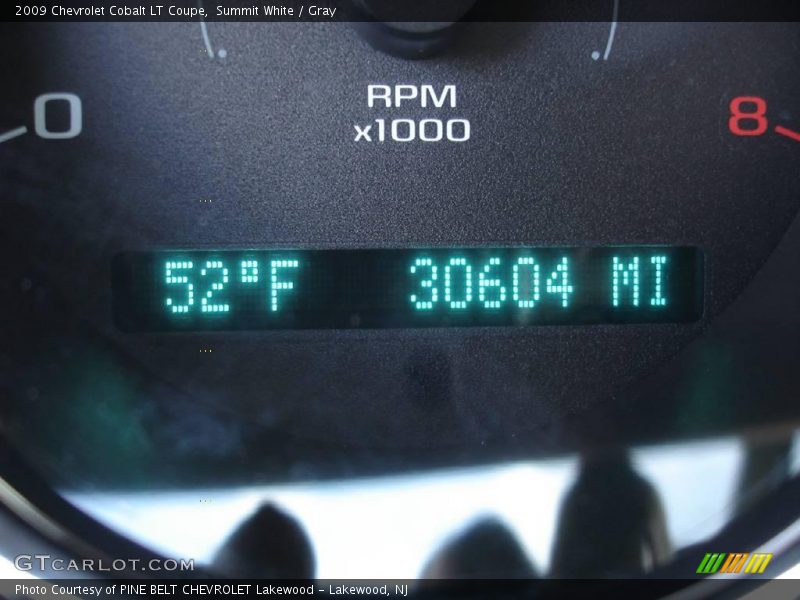 2009 Chevrolet Cobalt LT Coupe,  Summit White / Gray
RPM
x1000
0
8
52°F 30604 MI
GTCARLOT.COM
Photo Courtesy of PINE BELT CHEVROLET Lakewood - Lakewood, NJ